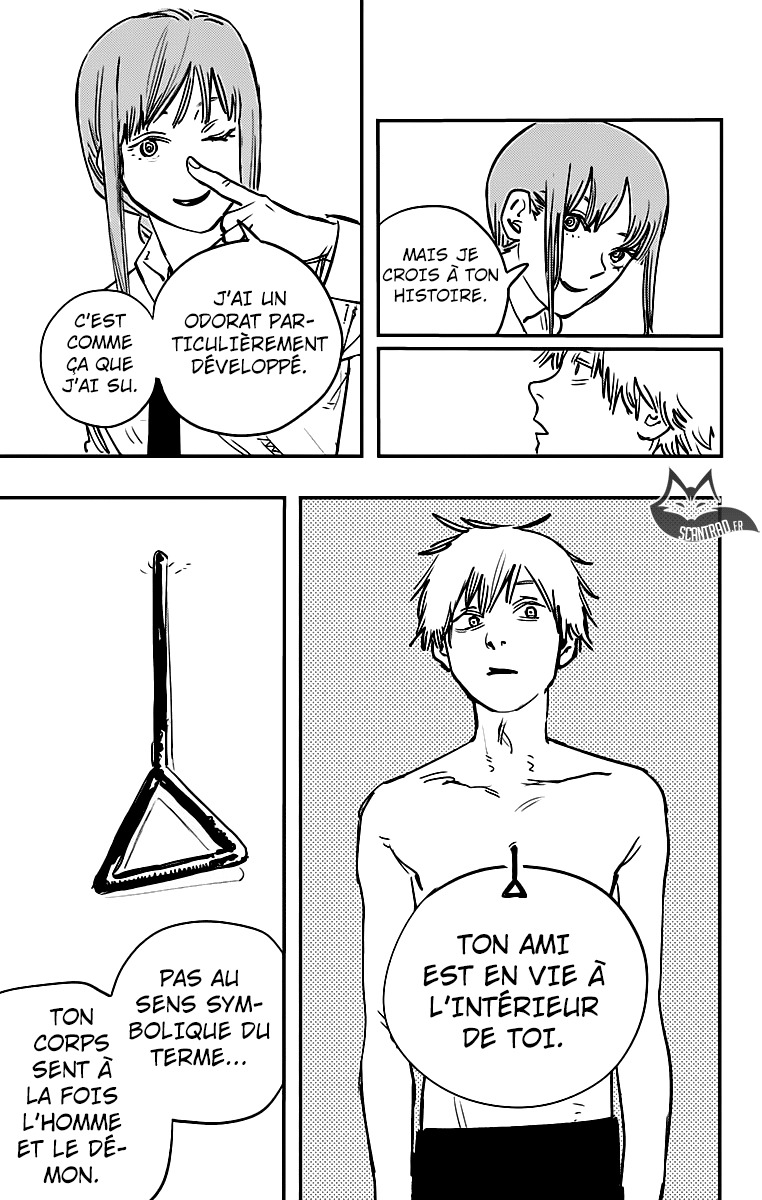 MAIS JE
CROIS À TON
HISTOIRE.
J'AI UN
ODORAT PAR-
TICULIÈREMENT
DÉVELOPPÉ.
C'EST
COMME
ÇA QUE
J'AI SU.
SCANTRAD.FR
TON AMI
EST EN VIE À
L'INTÉRIEUR
DE TOI.
PAS AU
SENS SYM-
BOLIQUE DU
TERME...
TON
CORPS
SENT À
LA FOIS
L'HOMME
ET LE DÉ-
MON.